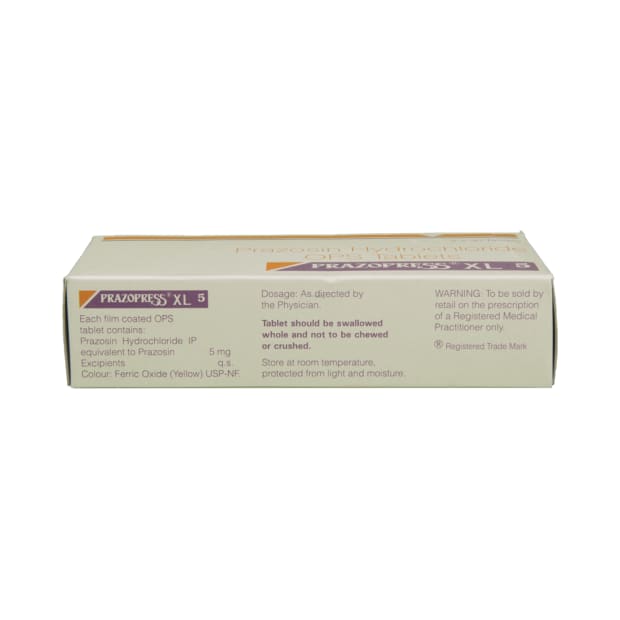 Prazosin Hydrochloride
OPS Tablets
PRAZOPRESS® XL 5
PRAZOPRESS® XL 5
Each film coated OPS
tablet contains:
Prazosin Hydrochloride IP
equivalent to Prazosin 5 mg
Excipients q.s.
Colour: Ferric Oxide (Yellow) USP-NF.
Dosage: As directed by
the Physician.
Tablet should be swallowed
whole and not to be chewed
or crushed.
Store at room temperature,
protected from light and moisture.
WARNING: To be sold by
retail on the prescription
of a Registered Medical
Practitioner only.
® Registered Trade Mark